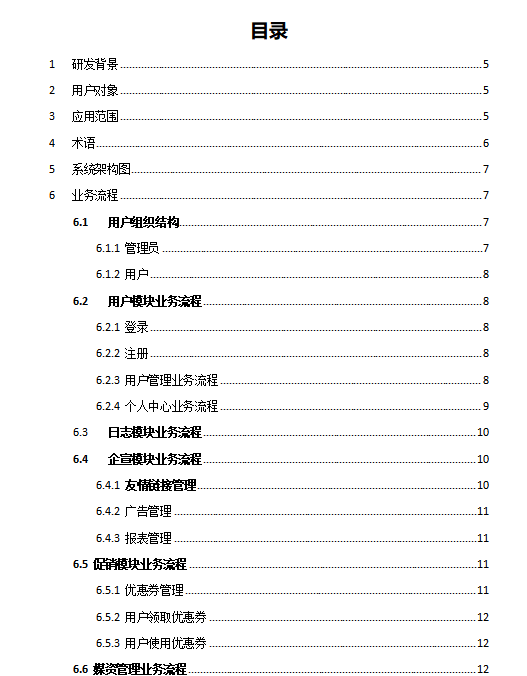 目录
1 研发背景 5
2 用户对象 5
3 应用范围 5
4 术语 6
5 系统架构图 7
6 业务流程 7
6.1 用户组织结构 7
6.1.1 管理员 7
6.1.2 用户 8
6.2 用户模块业务流程 8
6.2.1 登录 8
6.2.2 注册 8
6.2.3 用户管理业务流程 8
6.2.4 个人中心业务流程 9
6.3 日志模块业务流程 10
6.4 企宣模块业务流程 10
6.4.1 友情链接管理 10
6.4.2 广告管理 11
6.4.3 报表管理 11
6.5 促销模块业务流程 11
6.5.1 优惠券管理 11
6.5.2 用户领取优惠券 12
6.5.3 用户使用优惠券 12
6.6 媒资管理业务流程 12